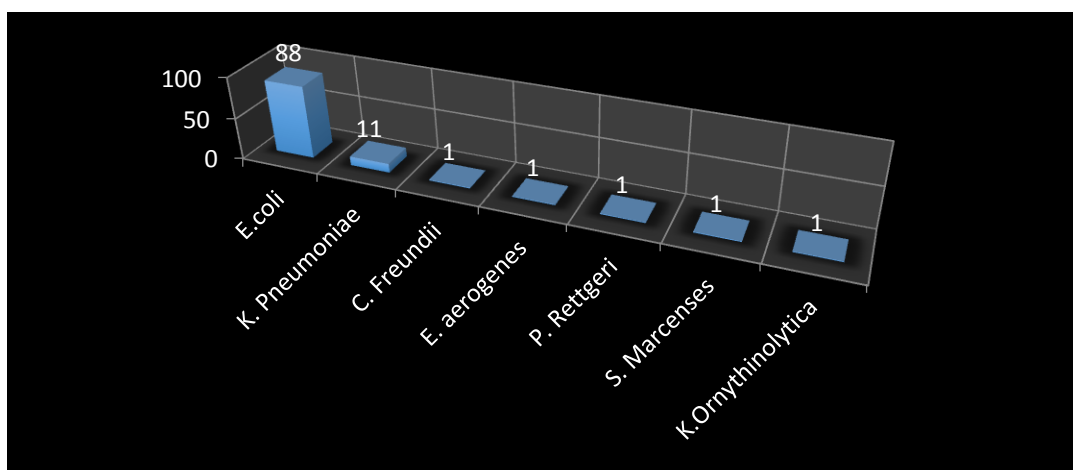 88
100
11
50
1
0
1
1
1
1
E.coli
K. Pneumoniae
C. Freundii
E. aerogenes
P. Rettgeri
S. Marcenses
K.Ornythinolytica